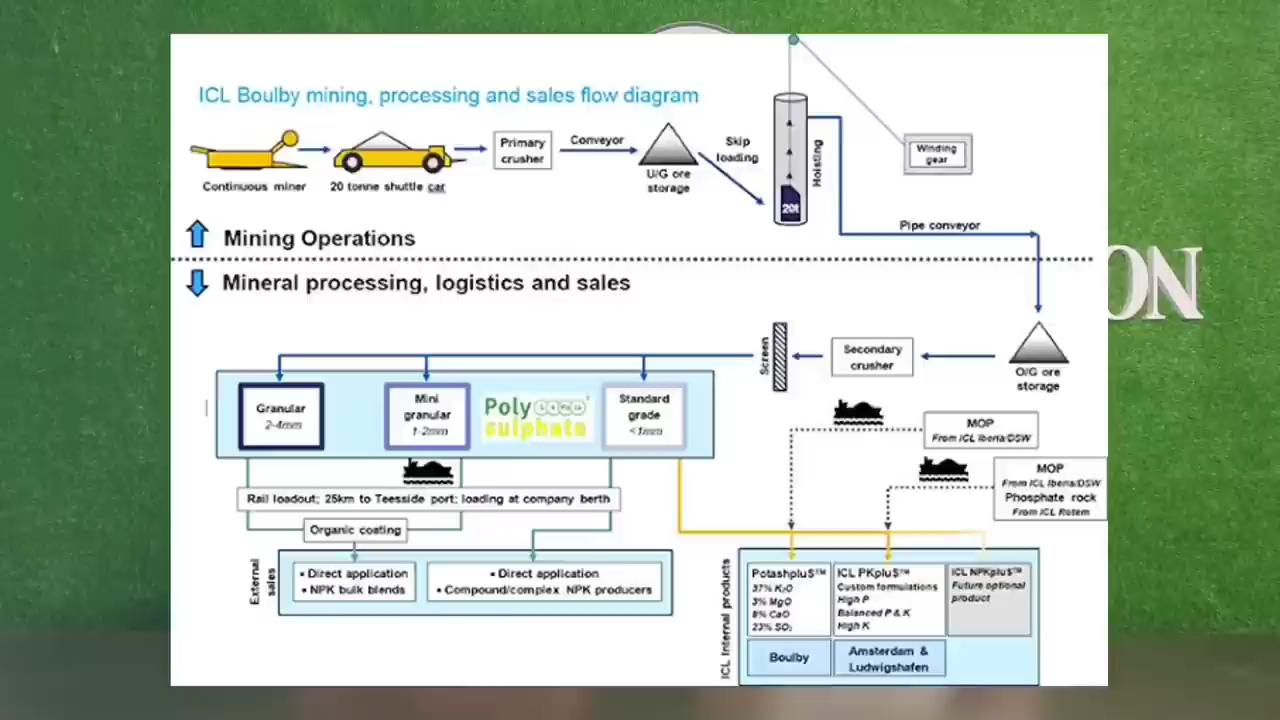 ICL Boulby mining, processing and sales flow diagram
Continuous miner
20 tonne shuttle car
Primary
crusher
Conveyor
U/G ore
storage
Skip
loading
20t
Hoisting
Winding
gear
Pipe conveyor
Mining Operations
Mineral processing, logistics and sales
ON
O/G ore
storage
Secondary
crusher
Screen
Granular
2-4mm
Mini
granular
1-2mm
Poly
sulphate
Standard
grade
<1mm
MOP
From ICL Iberia/DSW
MOP
From ICL Iberia/DSW
Phosphate rock
From ICL Rotem
Rail loadout; 25km to Teesside port; loading at company berth
Organic coating
External
sales
• Direct application
• NPK bulk blends
• Direct application
• Compound/complex NPK producers
ICL Internal products
PotashpluS™
37% K₂O
3% MgO
8% CaO
23% SO₃
Boulby
ICL PKpluS™
Custom formulations
High P
Balanced P & K
High K
Amsterdam &
Ludwigshafen
ICL NPKpluS™
Future optional
product